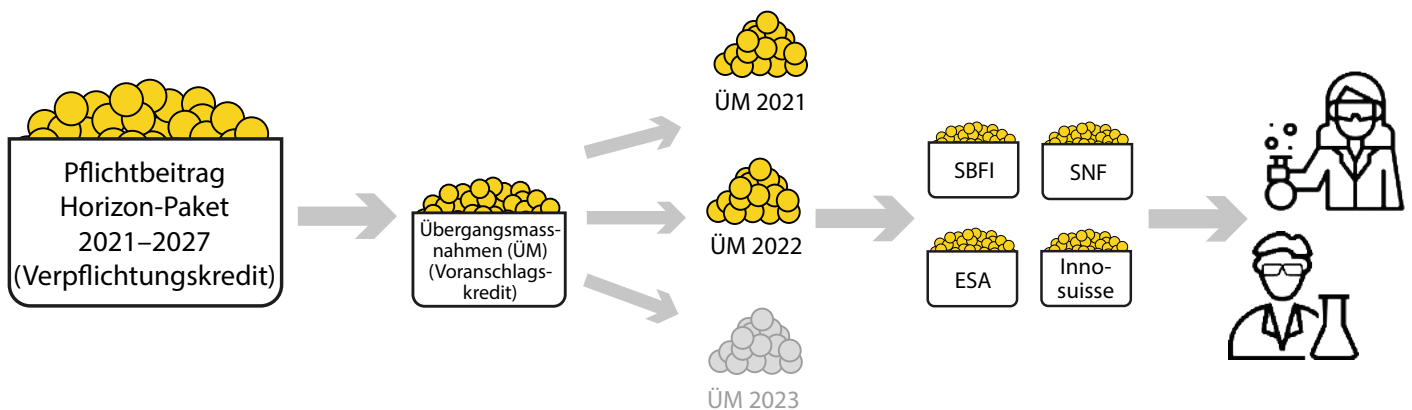 Pflichtbeitrag
Horizon-Paket
2021–2027
(Verpflichtungskredit)
Übergangsmass-
nahmen (ÜM)
(Voranschlags-
kredit)
ÜM 2021
ÜM 2022
ÜM 2023
SBFI
SNF
ESA
Inno-
suisse